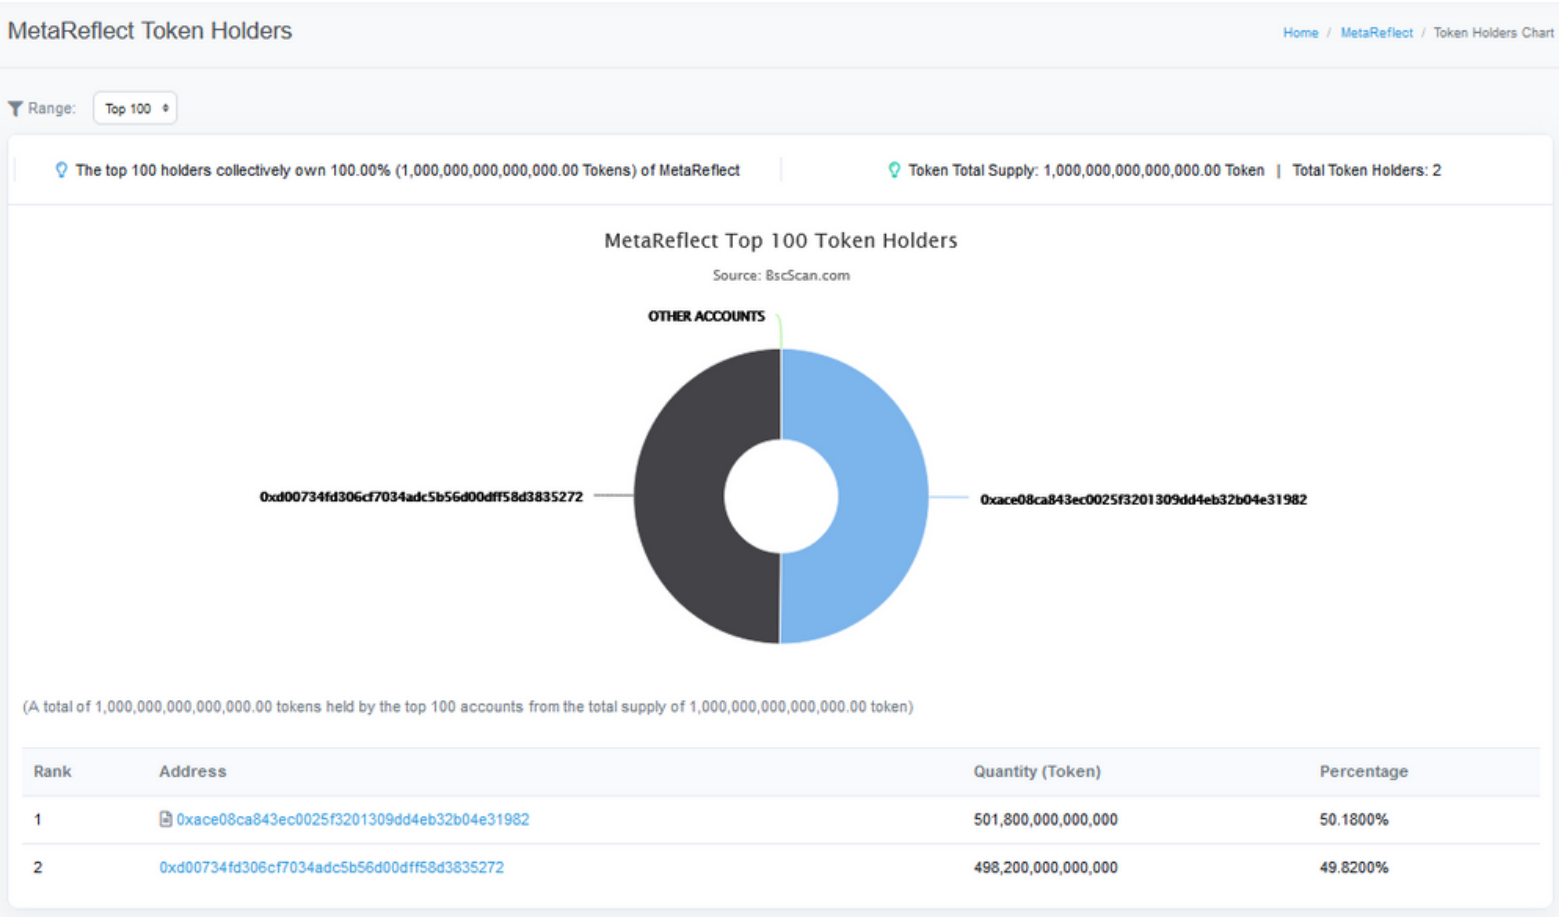 MetaReflect Token Holders
Home / MetaReflect / Token Holders Chart
Range: Top 100
The top 100 holders collectively own 100.00% (1,000,000,000,000,000.00 Tokens) of MetaReflect
Token Total Supply: 1,000,000,000,000,000.00 Token | Total Token Holders: 2
MetaReflect Top 100 Token Holders
Source: BscScan.com
OTHER ACCOUNTS
0xd00734fd306cf7034adc5b56d00dff58d3835272
0xace08ca843ec0025f3201309dd4eb32b04e31982
(A total of 1,000,000,000,000,000.00 tokens held by the top 100 accounts from the total supply of 1,000,000,000,000,000.00 token)
Rank Address Quantity (Token) Percentage
1 0xace08ca843ec0025f3201309dd4eb32b04e31982 501,800,000,000,000 50.1800%
2 0xd00734fd306cf7034adc5b56d00dff58d3835272 498,200,000,000,000 49.8200%